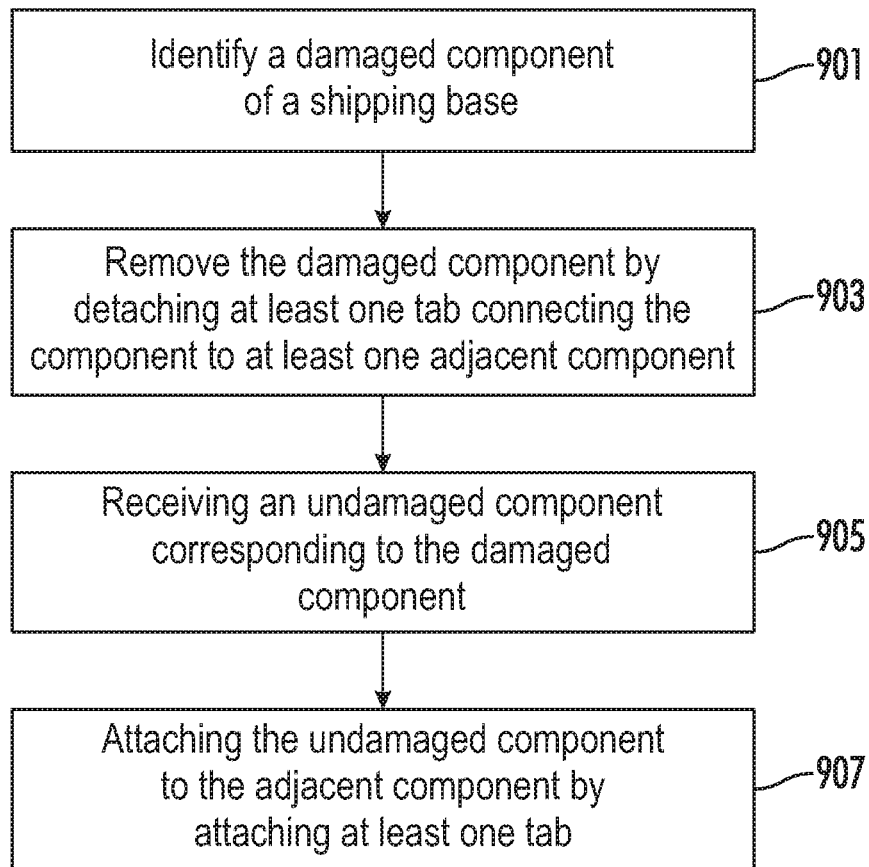 Identify a damaged component
of a shipping base
901
Remove the damaged component by
detaching at least one tab connecting the
component to at least one adjacent component
903
Receiving an undamaged component
corresponding to the damaged
component
905
Attaching the undamaged component
to the adjacent component by
attaching at least one tab
907